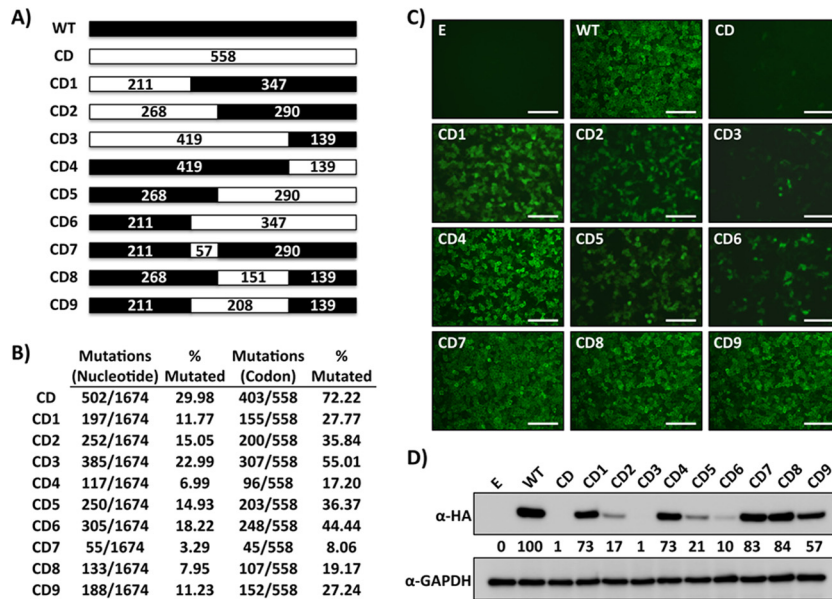 A)
WT
CD
558
CD1
211 347
CD2
268 290
CD3
419 139
CD4
419 139
CD5
268 290
CD6
211 347
CD7
211 57 290
CD8
268 151 139
CD9
211 208 139
B)
Mutations % Mutations %
(Nucleotide) Mutated (Codon) Mutated
CD 502/1674 29.98 403/558 72.22
CD1 197/1674 11.77 155/558 27.77
CD2 252/1674 15.05 200/558 35.84
CD3 385/1674 22.99 307/558 55.01
CD4 117/1674 6.99 96/558 17.20
CD5 250/1674 14.93 203/558 36.37
CD6 305/1674 18.22 248/558 44.44
CD7 55/1674 3.29 45/558 8.06
CD8 133/1674 7.95 107/558 19.17
CD9 188/1674 11.23 152/558 27.24
C)
E WT CD
CD1 CD2 CD3
CD4 CD5 CD6
CD7 CD8 CD9
D)
E WT CD CD1 CD2 CD3 CD4 CD5 CD6 CD7 CD8 CD9
α-HA
0 100 1 73 17 1 73 21 10 83 84 57
α-GAPDH